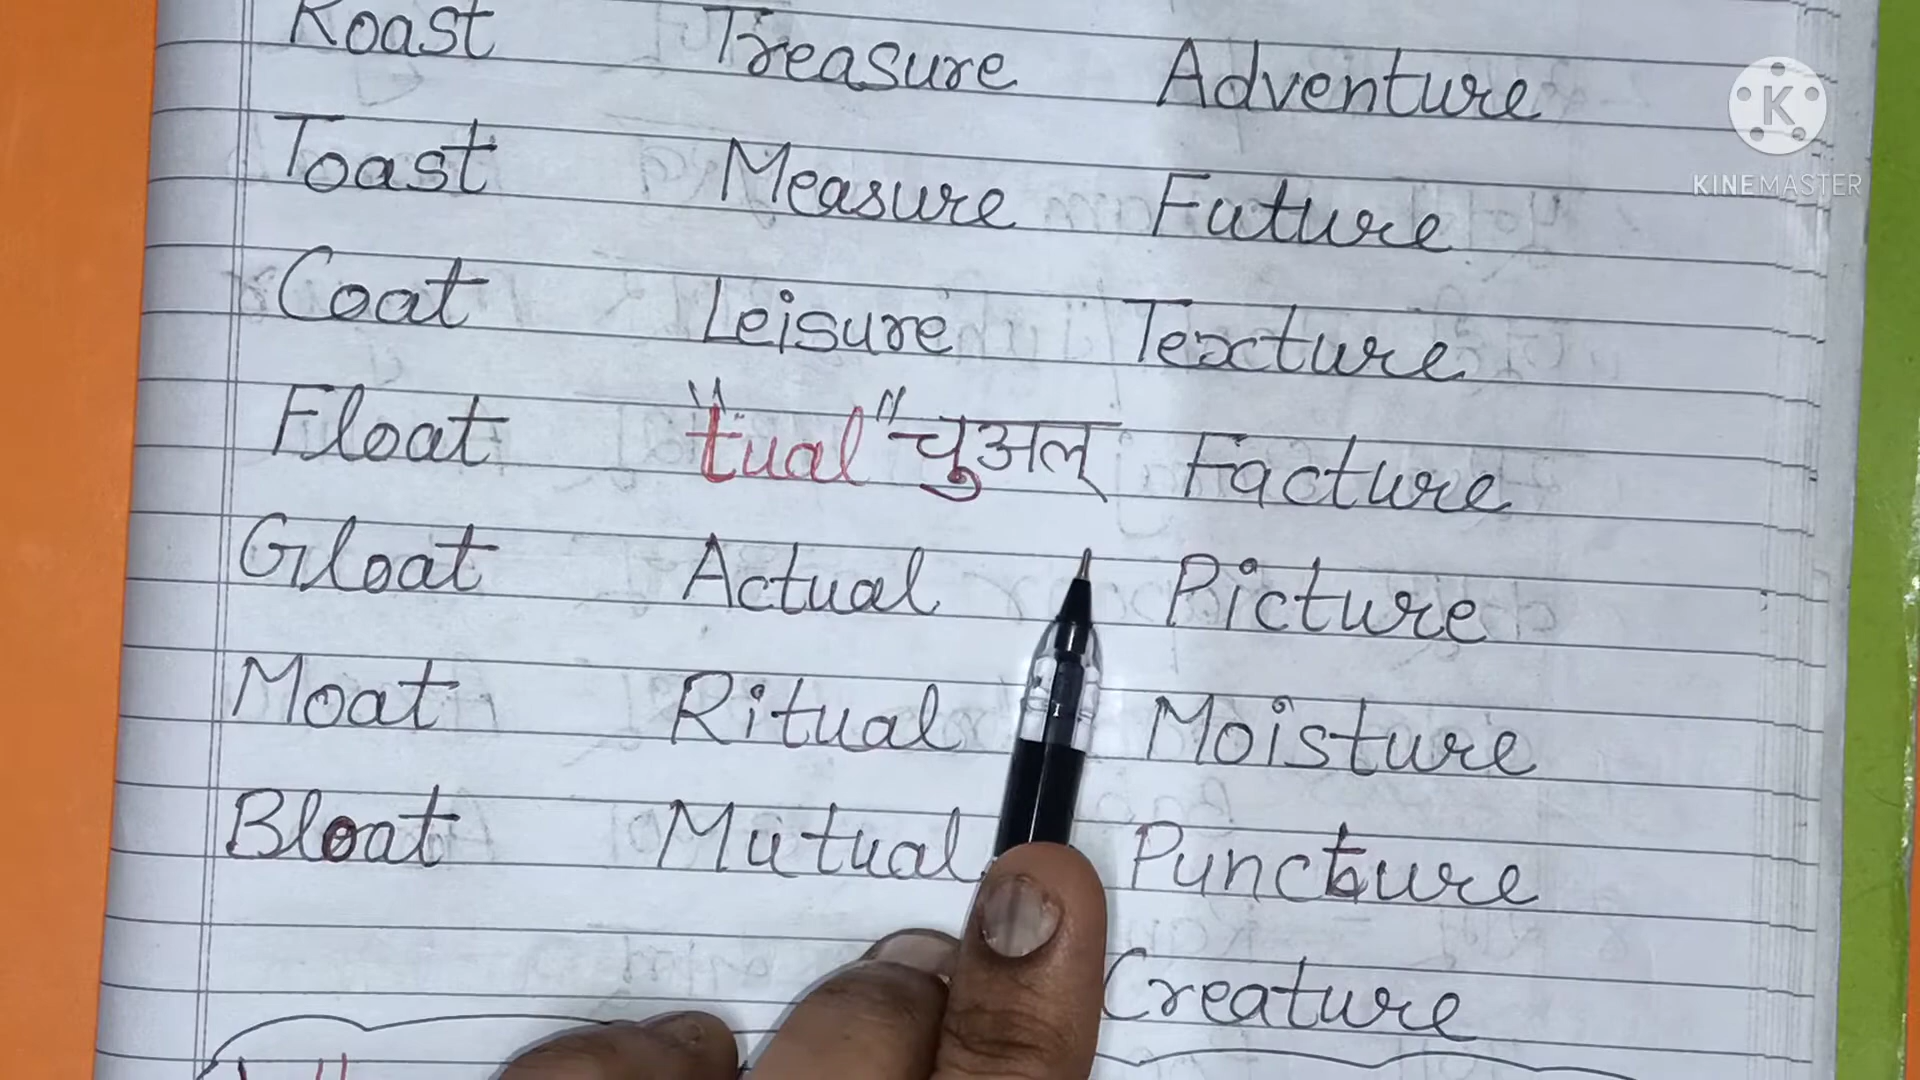 Roast Treasure Adventure
Toast Measure Future
Coat Leisure Texture
Float "tual" चुअल् Facture
Gloat Actual Picture
Moat Ritual Moisture
Bloat Mutual Puncture
Creature
K
KINEMASTER